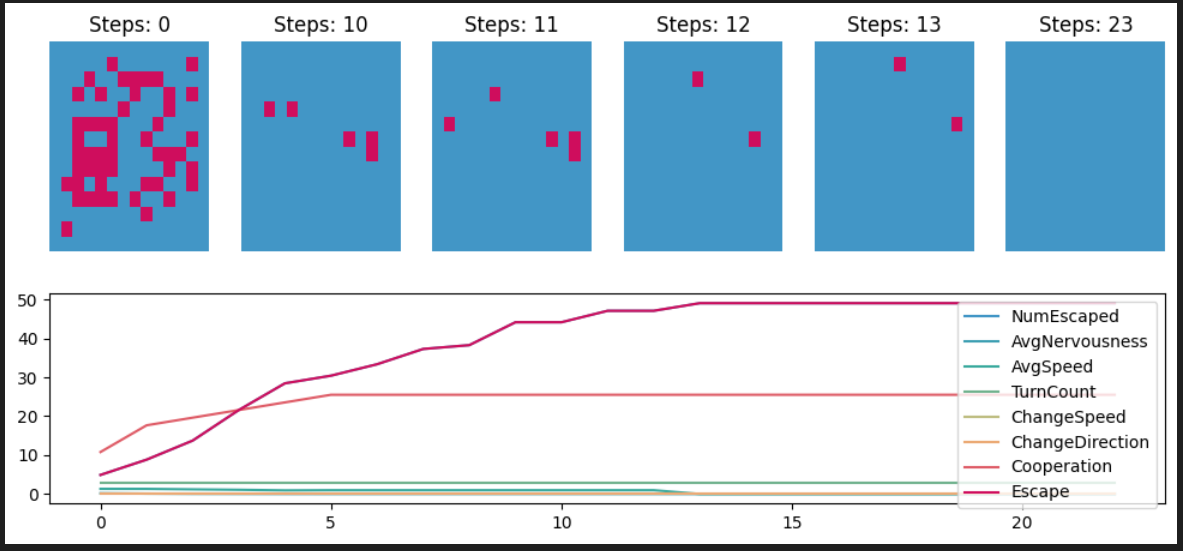 Steps: 0 Steps: 10 Steps: 11 Steps: 12 Steps: 13 Steps: 23
50
40
30
20
10
0
NumEscaped
AvgNervousness
AvgSpeed
TurnCount
ChangeSpeed
ChangeDirection
Cooperation
Escape
0 5 10 15 20